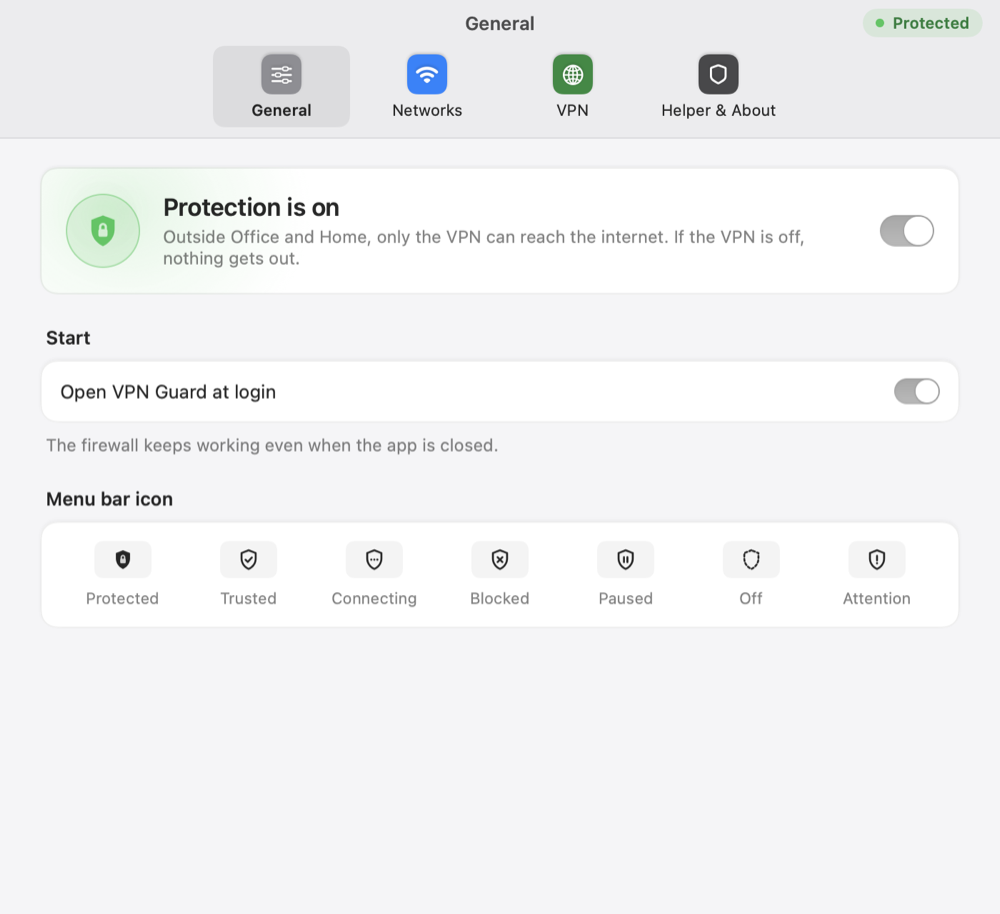 General
Protected
General
Networks
VPN
Helper & About
Protection is on
Outside Office and Home, only the VPN can reach the internet. If the VPN is off,
nothing gets out.
Start
Open VPN Guard at login
The firewall keeps working even when the app is closed.
Menu bar icon
Protected
Trusted
Connecting
Blocked
Paused
Off
Attention